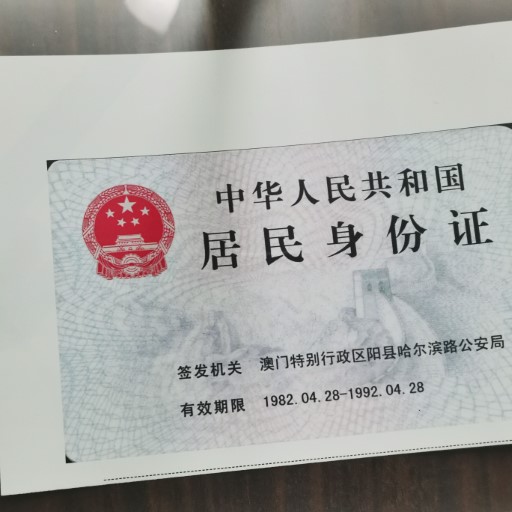 中华人民共和国
居民身份证
签发机关 澳门特别行政区阳县哈尔滨路公安局
有效期限 1982.04.28-1992.04.28